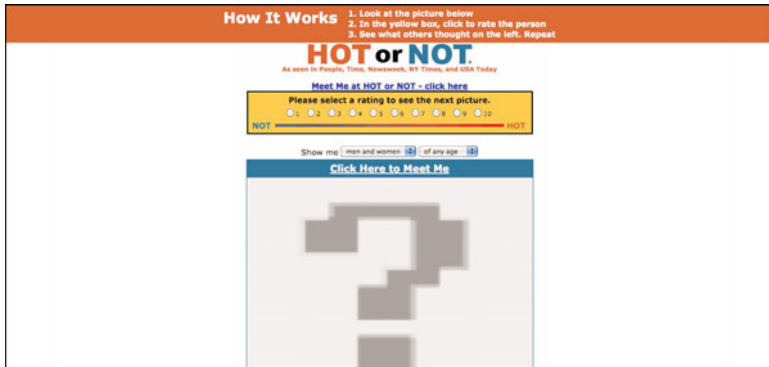 How It Works
1. Look at the picture below
2. In the yellow box, click to rate the person
3. See what others thought on the left. Repeat
HOT or NOT.
As seen in People, Time, Newsweek, NY Times, and USA Today
Meet Me at HOT or NOT - click here
Please select a rating to see the next picture.
1 2 3 4 5 6 7 8 9 10
NOT HOT
Show me men and women of any age
Click Here to Meet Me
?